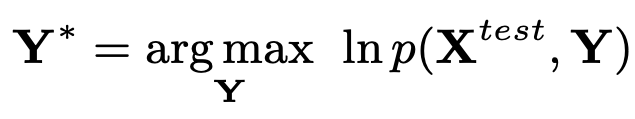 Y* = arg max ln p(X^test, Y)
Y